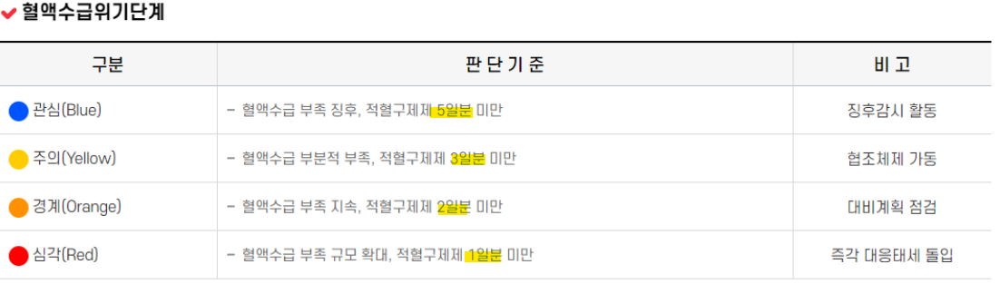 혈액수급위기단계
구분 판 단 기 준 비 고
관심(Blue) - 혈액수급 부족 징후, 적혈구제제 5일분 미만 징후감시 활동
주의(Yellow) - 혈액수급 부분적 부족, 적혈구제제 3일분 미만 협조체제 가동
경계(Orange) - 혈액수급 부족 지속, 적혈구제제 2일분 미만 대비계획 점검
심각(Red) - 혈액수급 부족 규모 확대, 적혈구제제 1일분 미만 즉각 대응태세 돌입